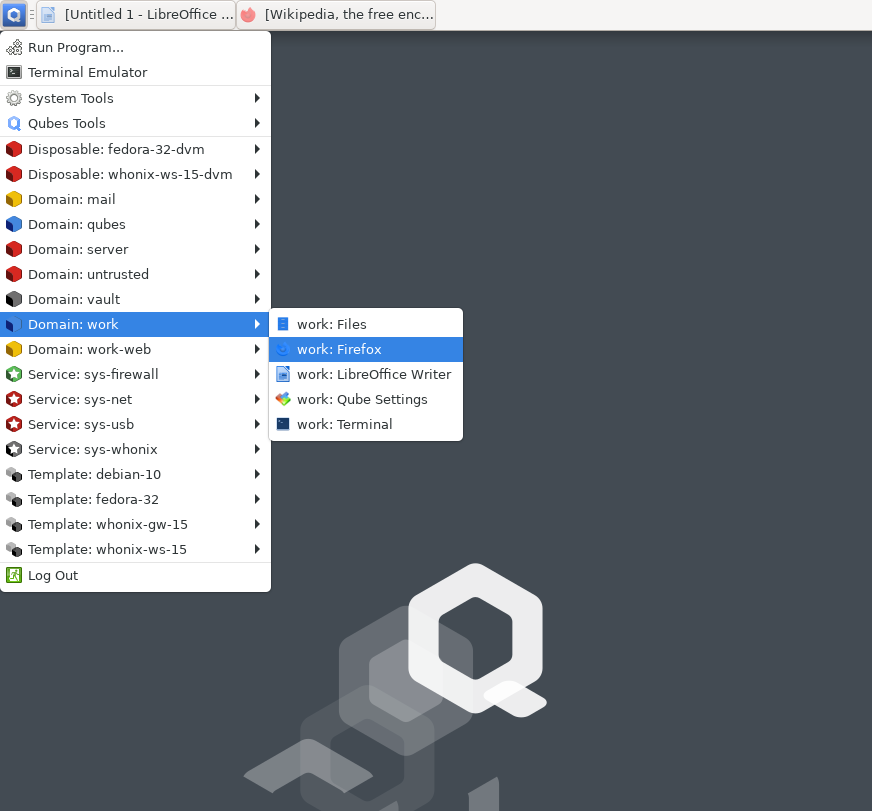 [Untitled 1 - LibreOffice ...
[Wikipedia, the free enc...
Run Program...
Terminal Emulator
System Tools
Qubes Tools
Disposable: fedora-32-dvm
Disposable: whonix-ws-15-dvm
Domain: mail
Domain: qubes
Domain: server
Domain: untrusted
Domain: vault
Domain: work
Domain: work-web
Service: sys-firewall
Service: sys-net
Service: sys-usb
Service: sys-whonix
Template: debian-10
Template: fedora-32
Template: whonix-gw-15
Template: whonix-ws-15
Log Out
work: Files
work: Firefox
work: LibreOffice Writer
work: Qube Settings
work: Terminal